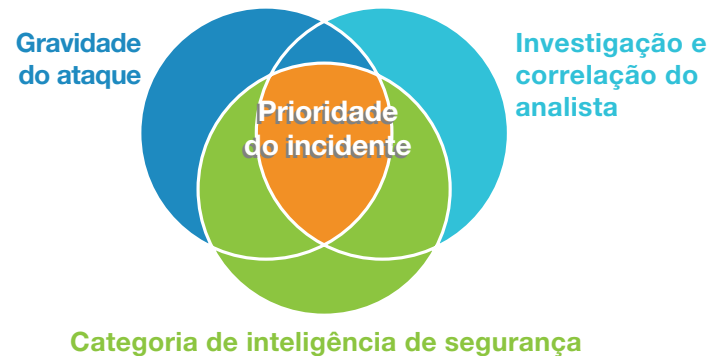 Gravidade
do ataque
Investigação e
correlação do
analista
Prioridade
do incidente
Categoria de inteligência de segurança